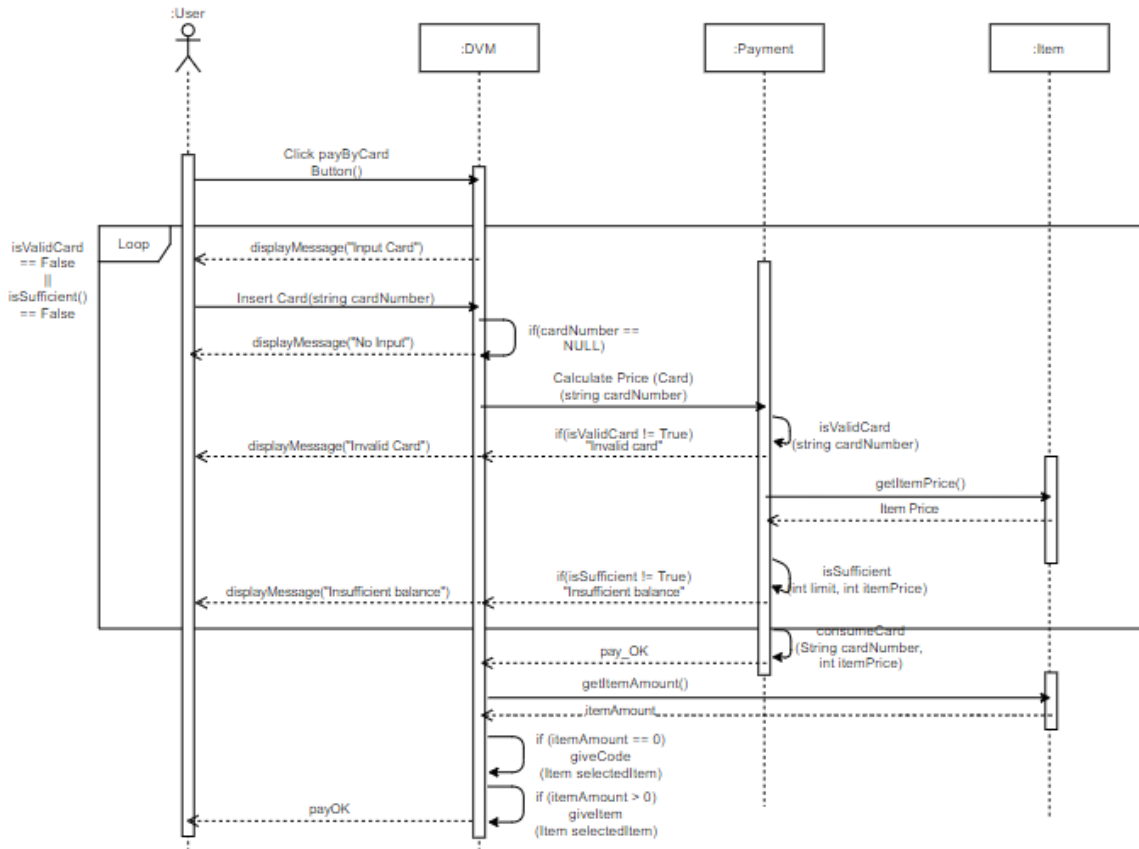 :User
:DVM
:Payment
:Item
Click payByCard
Button()
Loop
isValidCard
== False
||
isSufficient()
== False
displayMessage("Input Card")
Insert Card(string cardNumber)
if(cardNumber ==
NULL)
displayMessage("No Input")
Calculate Price (Card)
(string cardNumber)
isValidCard
(string cardNumber)
if(isValidCard != True)
"Invalid card"
displayMessage("Invalid Card")
getItemPrice()
Item Price
isSufficient
(int limit, int itemPrice)
if(isSufficient != True)
"Insufficient balance"
displayMessage("Insufficient balance")
consumeCard
(String cardNumber,
int itemPrice)
pay_OK
getItemAmount()
itemAmount
if (itemAmount == 0)
giveCode
(Item selectedItem)
if (itemAmount > 0)
giveItem
(Item selectedItem)
payOK